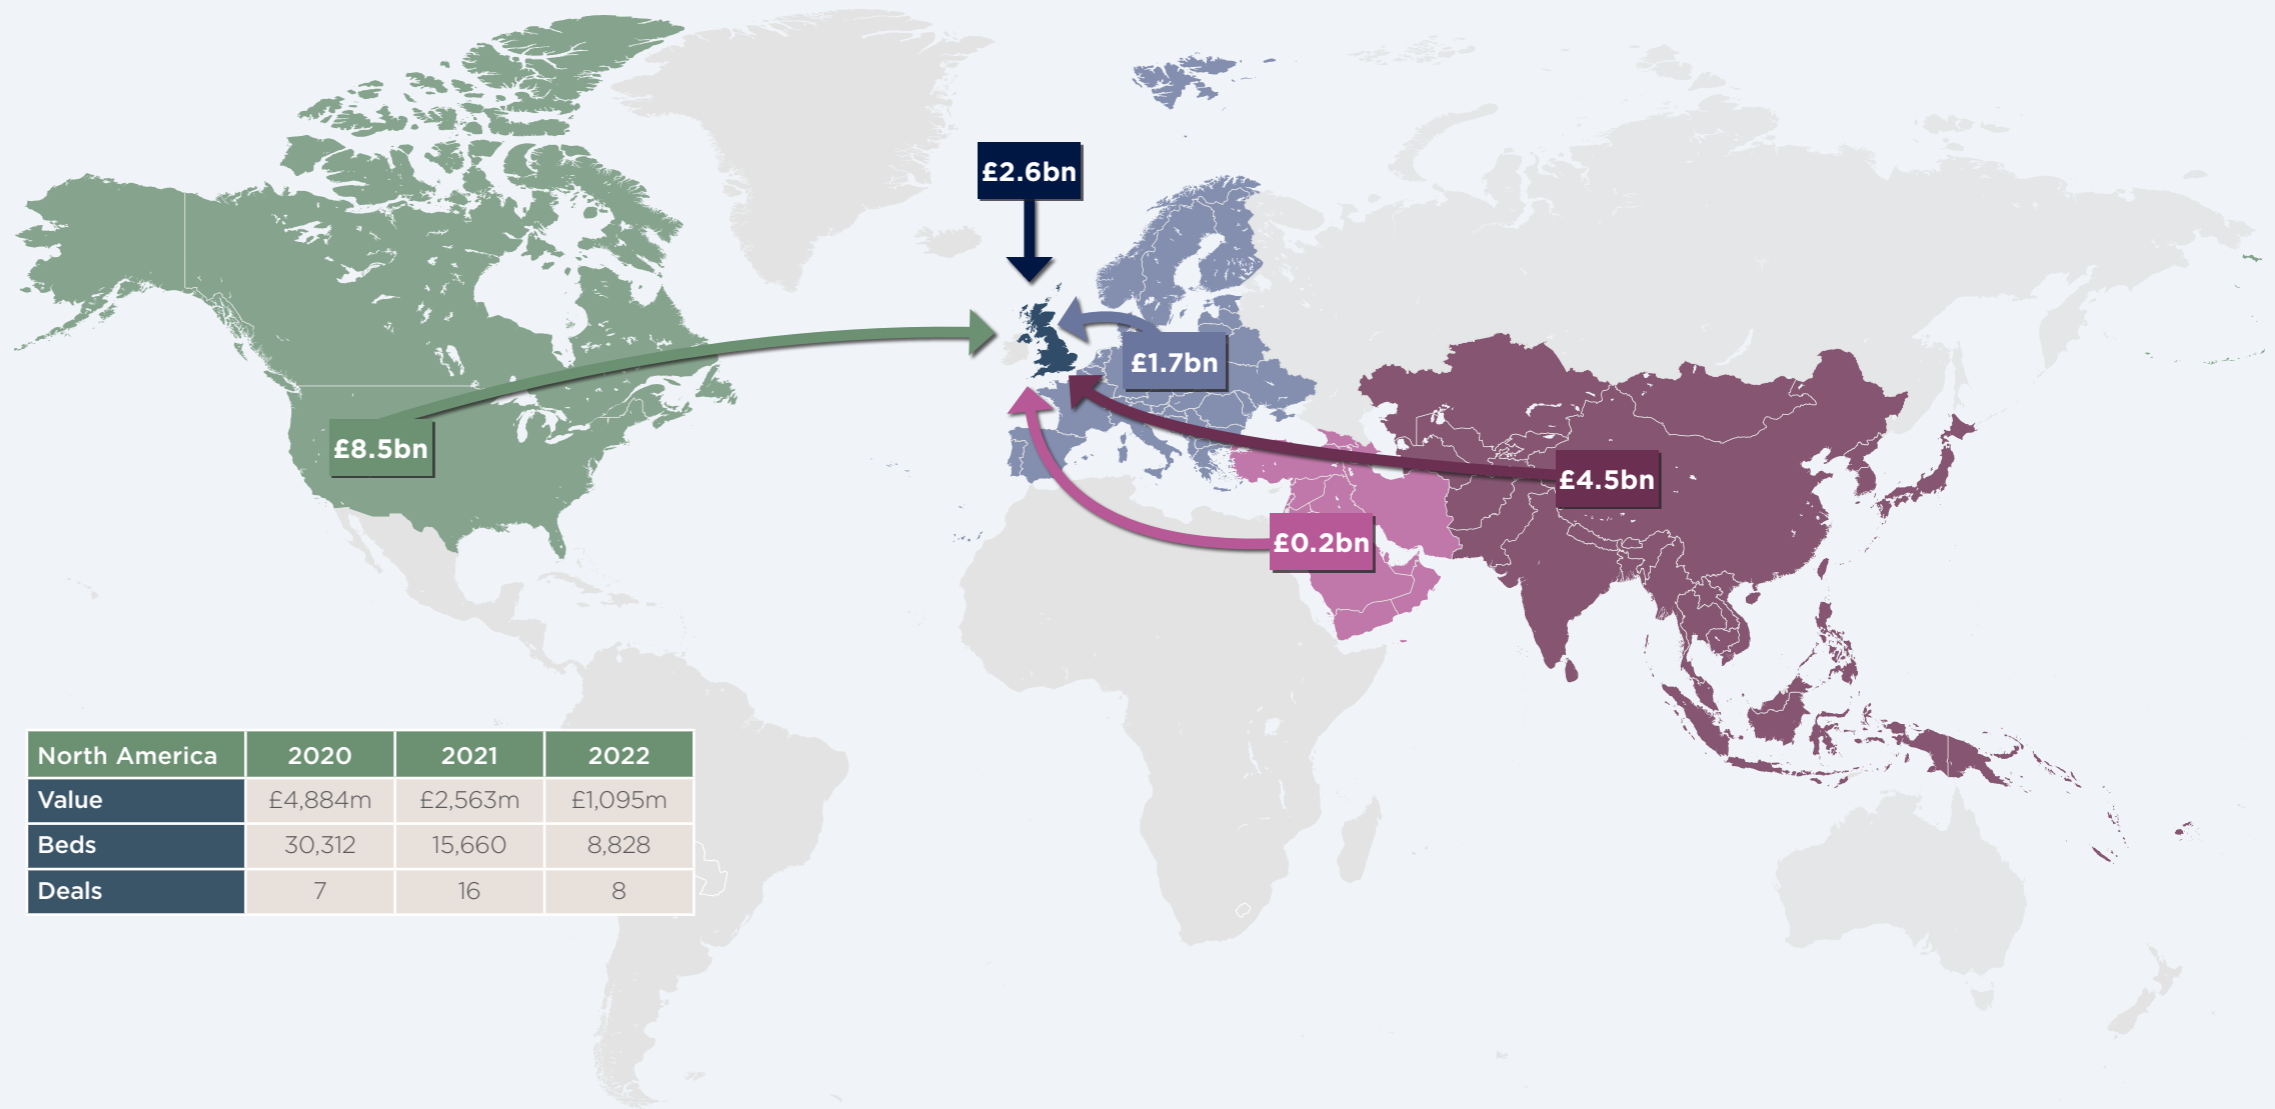 £2.6bn
£1.7bn
£8.5bn
£4.5bn
£0.2bn
North America 2020 2021 2022
Value £4,884m £2,563m £1,095m
Beds 30,312 15,660 8,828
Deals 7 16 8